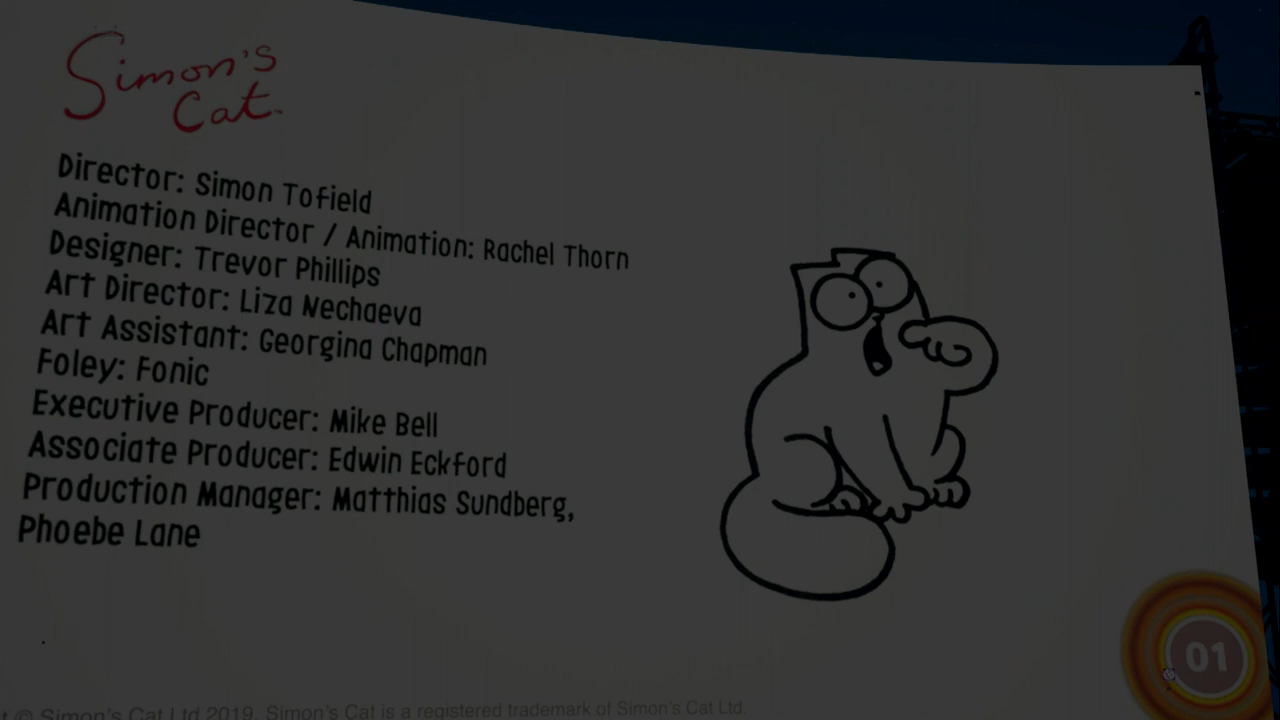 Simon's
Cat
Director: Simon Tofield
Animation Director / Animation: Rachel Thorn
Designer: Trevor Phillips
Art Director: Liza Nechaeva
Art Assistant: Georgina Chapman
Foley: Fonic
Executive Producer: Mike Bell
Associate Producer: Edwin Eckford
Production Manager: Matthias Sundberg,
Phoebe Lane
01
© Simon's Cat Ltd 2019. Simon's Cat is a registered trademark of Simon's Cat Ltd.